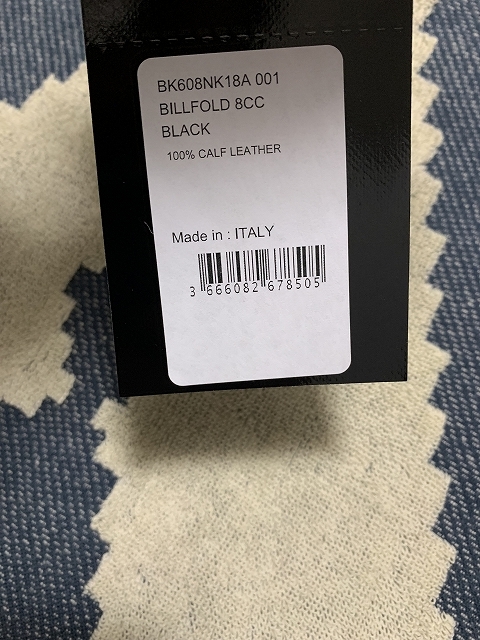 BK608NK18A 001
BILLFOLD 8CC
BLACK
100% CALF LEATHER
Made in : ITALY
3 666082 678505